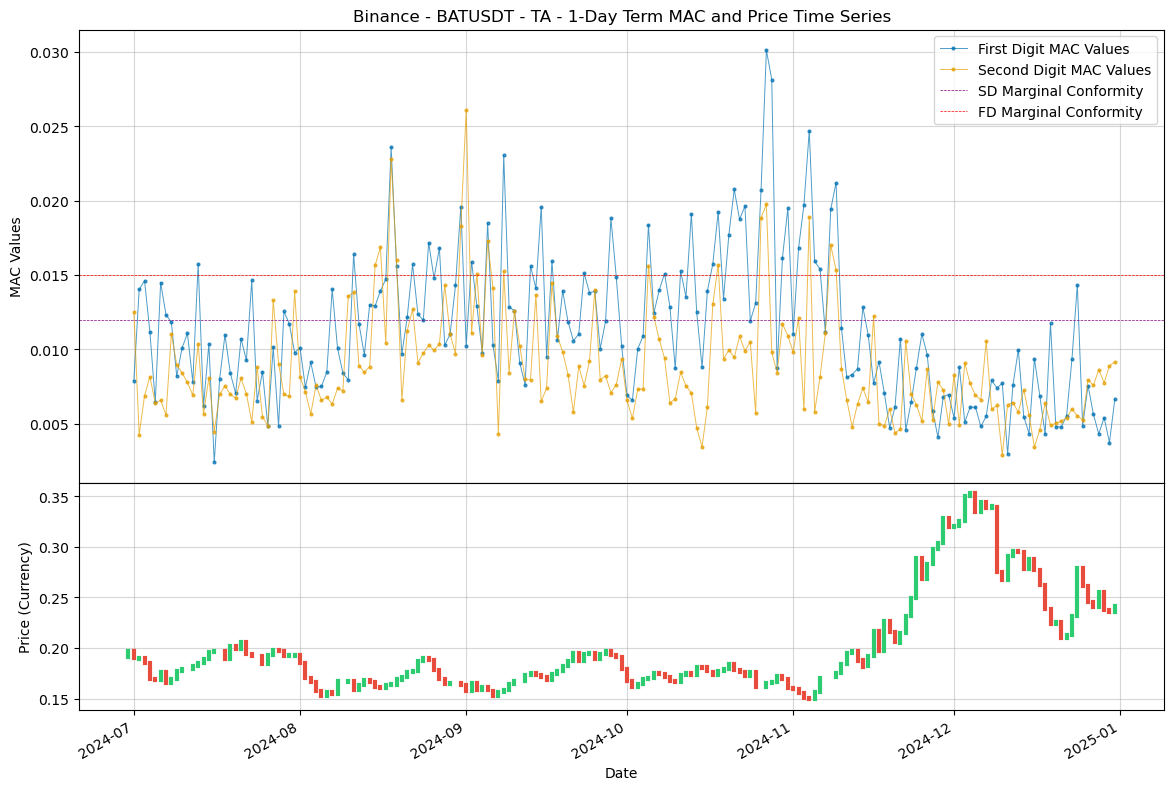 Binance - BATUSDT - TA - 1-Day Term MAC and Price Time Series
First Digit MAC Values
Second Digit MAC Values
SD Marginal Conformity
FD Marginal Conformity
MAC Values
0.030
0.025
0.020
0.015
0.010
0.005
Price (Currency)
0.35
0.30
0.25
0.20
0.15
2024-07
2024-08
2024-09
2024-10
2024-11
2024-12
2025-01
Date